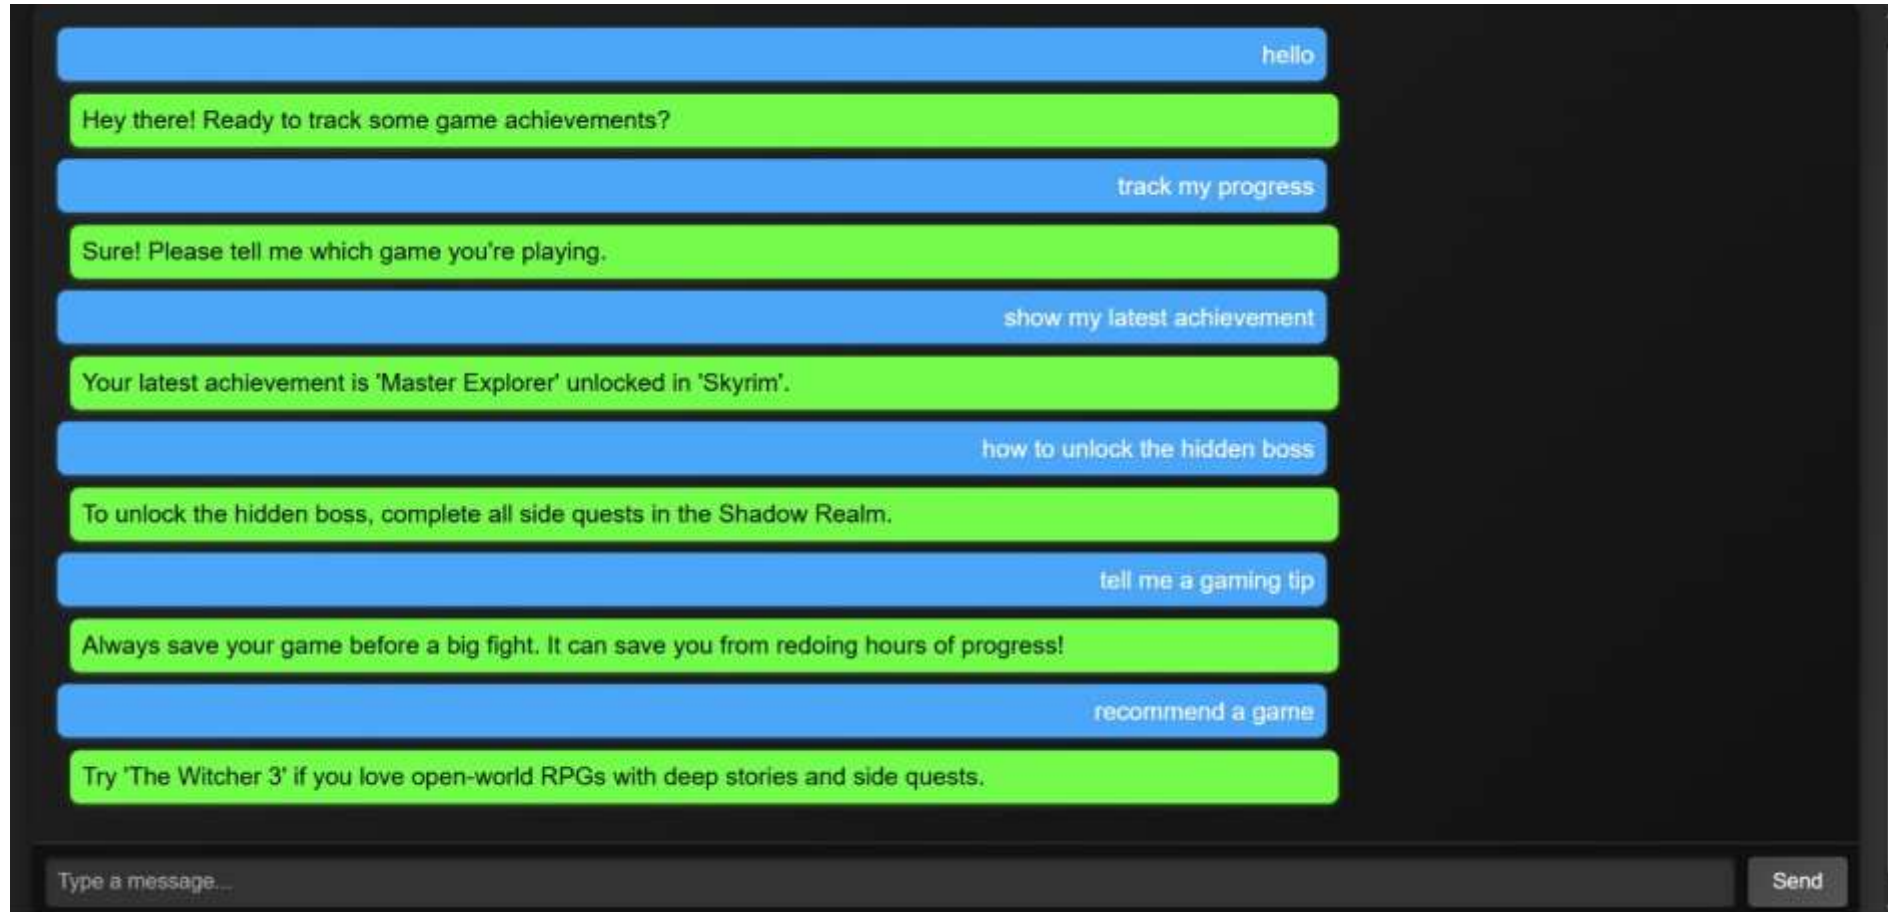 hello
Hey there! Ready to track some game achievements?
track my progress
Sure! Please tell me which game you're playing.
show my latest achievement
Your latest achievement is 'Master Explorer' unlocked in 'Skyrim'.
how to unlock the hidden boss
To unlock the hidden boss, complete all side quests in the Shadow Realm.
tell me a gaming tip
Always save your game before a big fight. It can save you from redoing hours of progress!
recommend a game
Try 'The Witcher 3' if you love open-world RPGs with deep stories and side quests.
Type a message...
Send